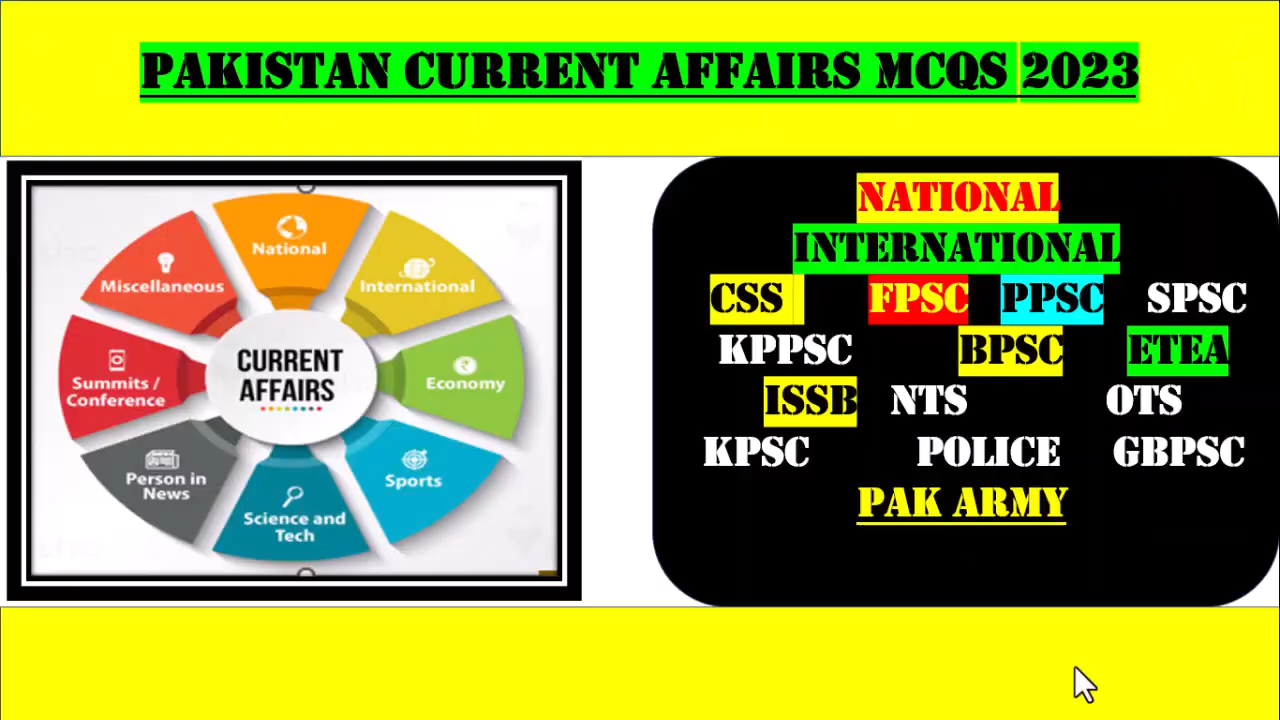 PAKISTAN CURRENT AFFAIRS MCQS 2023
National
International
Economy
Sports
Science and
Tech
Person in
News
Summits /
Conference
Miscellaneous
CURRENT
AFFAIRS
NATIONAL
INTERNATIONAL
CSS FPSC PPSC SPSC
KPPSC BPSC ETEA
ISSB NTS OTS
KPSC POLICE GBPSC
PAK ARMY